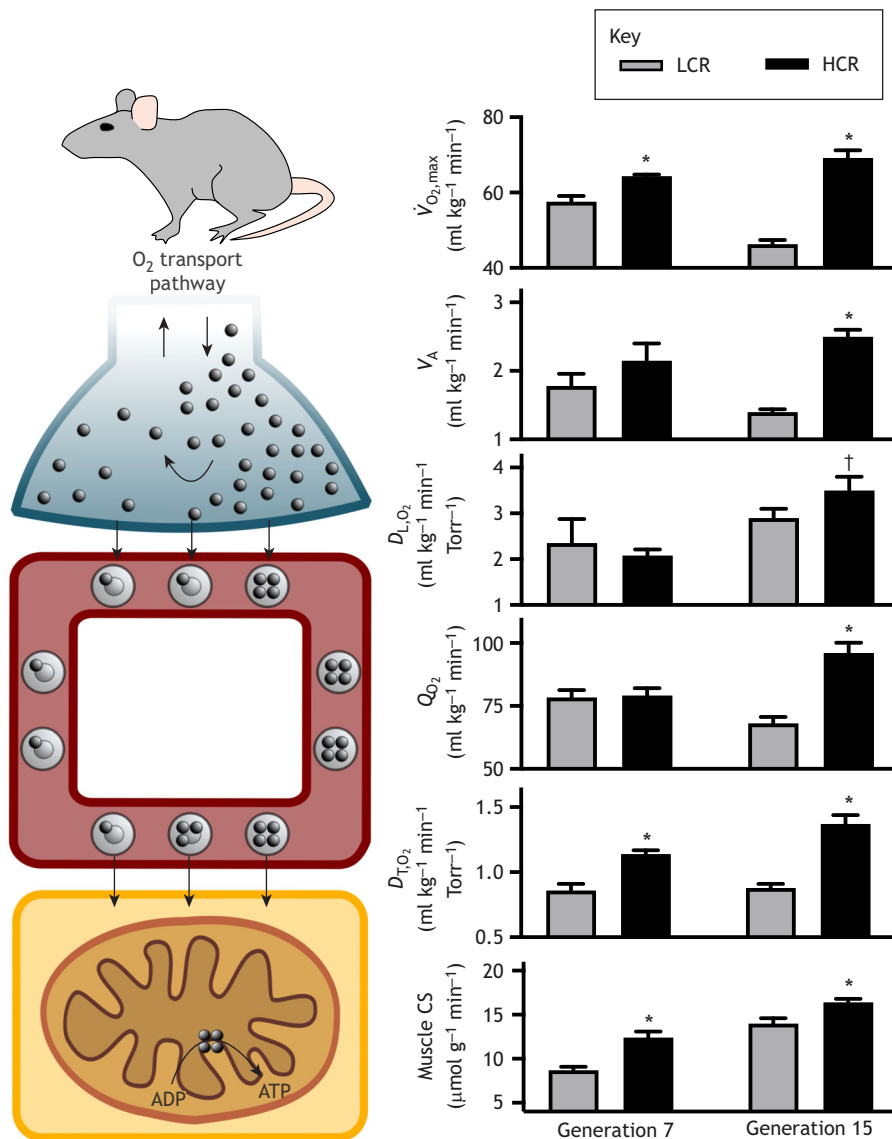 Key
LCR
HCR
O₂ transport
pathway
ADP
ATP
V̇O₂,max
(ml kg⁻¹ min⁻¹)
80
60
40
*
*
VA
(ml kg⁻¹ min⁻¹)
3
2
1
*
DL,O₂
(ml kg⁻¹ min⁻¹
Torr⁻¹)
4
3
2
1
†
QO₂
(ml kg⁻¹ min⁻¹)
100
75
50
*
DT,O₂
(ml kg⁻¹ min⁻¹
Torr⁻¹)
1.5
1.0
0.5
*
*
Muscle CS
(μmol g⁻¹ min⁻¹)
20
15
10
5
*
*
Generation 7
Generation 15